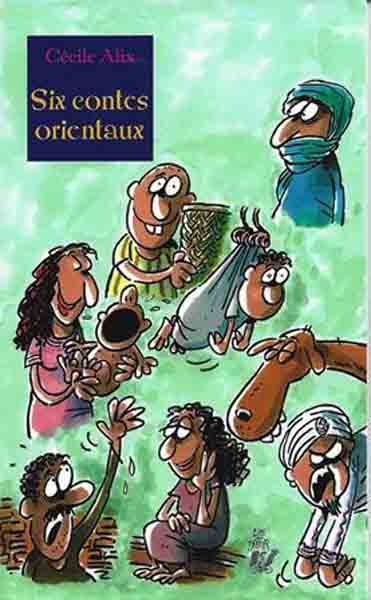 Cécile Alix
Six contes
orientaux